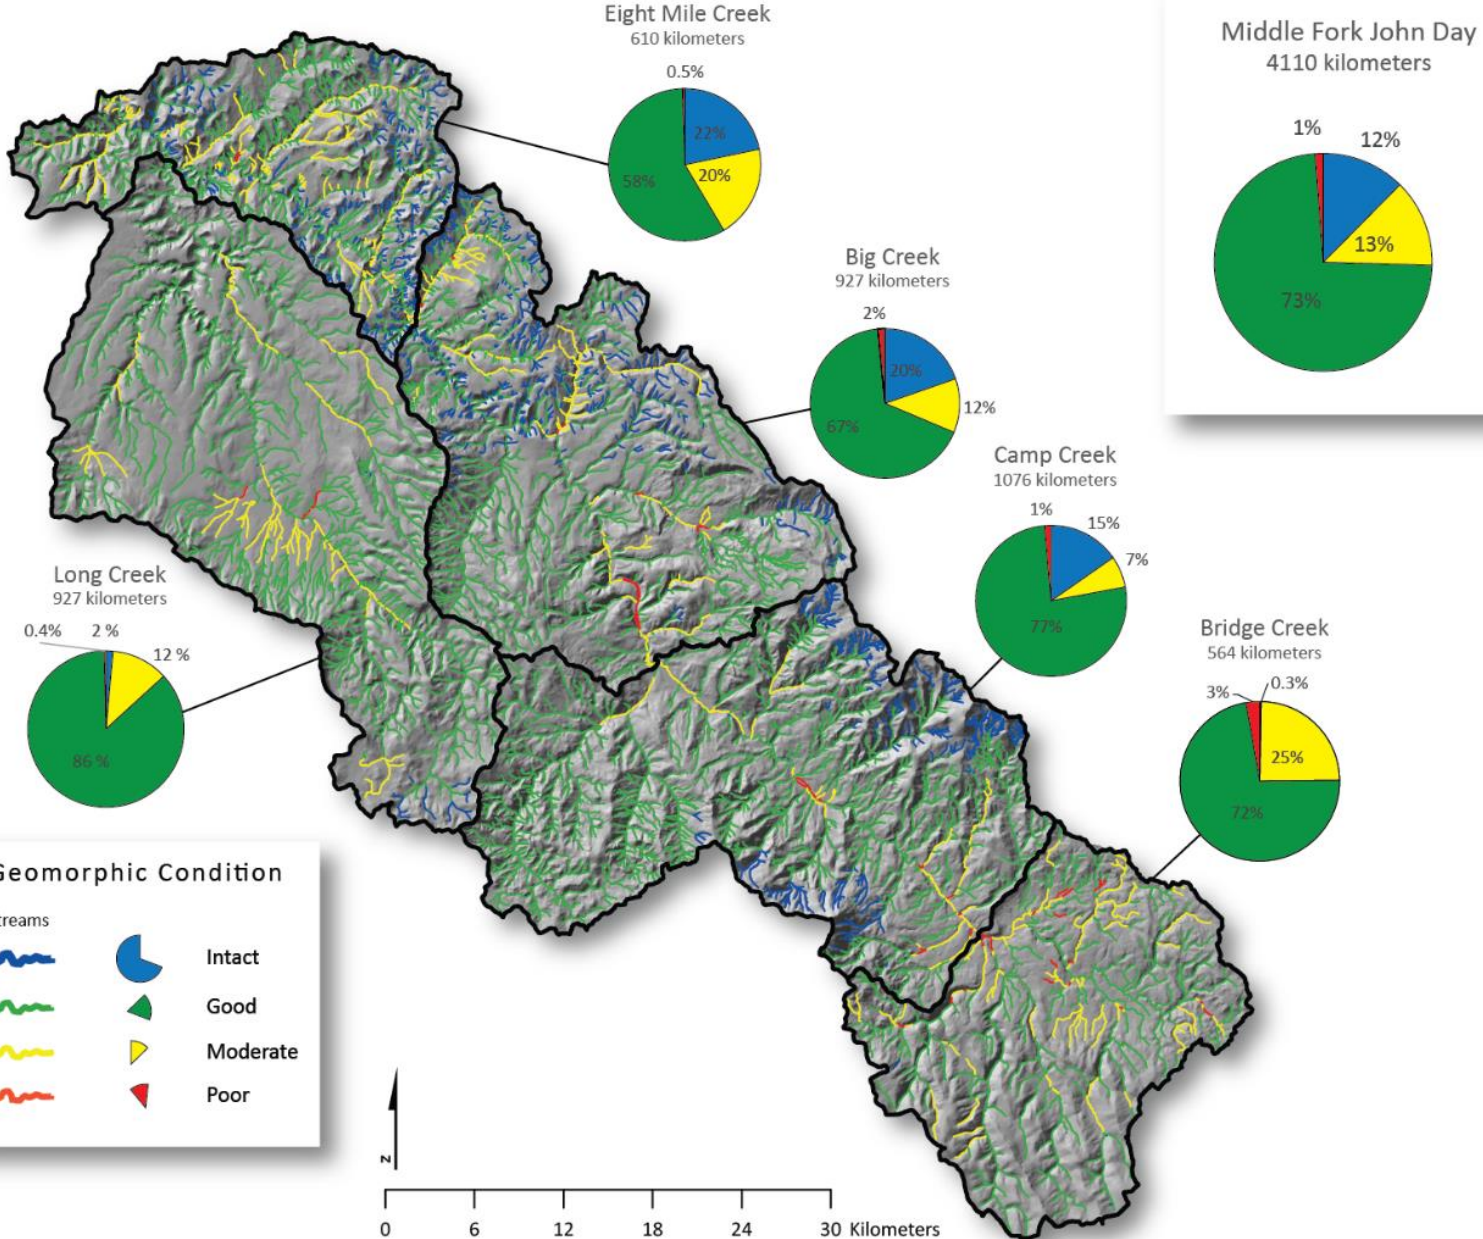 Eight Mile Creek
610 kilometers
0.5%
22%
20%
58%
Middle Fork John Day
4110 kilometers
1%
12%
13%
73%
Big Creek
927 kilometers
2%
20%
12%
67%
Camp Creek
1076 kilometers
1%
15%
7%
77%
Long Creek
927 kilometers
0.4%
2 %
12 %
86 %
Bridge Creek
564 kilometers
3%
0.3%
25%
72%
Geomorphic Condition
treams
Intact
Good
Moderate
Poor
N
0 6 12 18 24 30 Kilometers